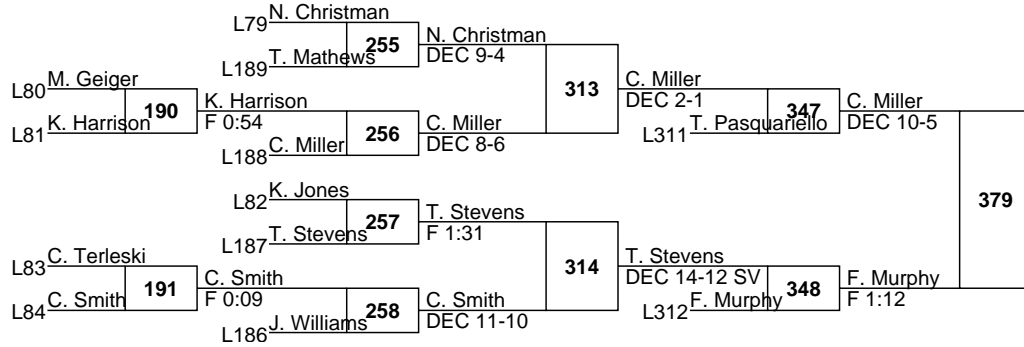 L79 N. Christman
255
N. Christman
DEC 9-4
L189 T. Mathews
L80 M. Geiger
190
K. Harrison
F 0:54
L81 K. Harrison
256
C. Miller
DEC 8-6
L188 C. Miller
313
C. Miller
DEC 2-1
347
L311 T. Pasquariello
C. Miller
DEC 10-5
L82 K. Jones
257
T. Stevens
F 1:31
L187 T. Stevens
L83 C. Terleski
191
C. Smith
F 0:09
L84 C. Smith
258
C. Smith
DEC 11-10
L186 J. Williams
314
T. Stevens
DEC 14-12 SV
348
L312 F. Murphy
F. Murphy
F 1:12
379